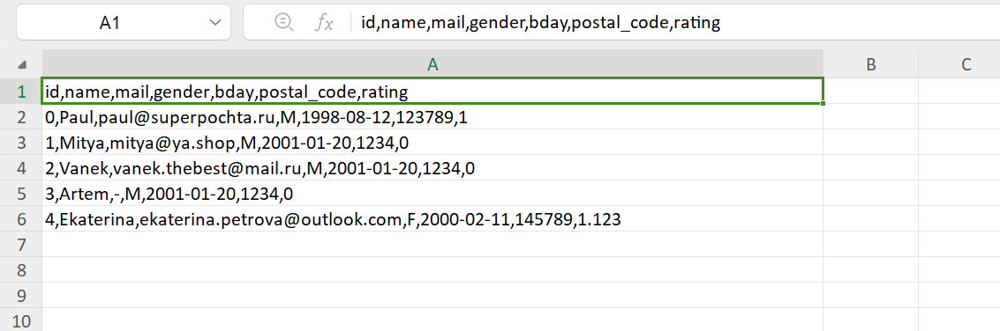 A1 fx id,name,mail,gender,bday,postal_code,rating
A B C
1 id,name,mail,gender,bday,postal_code,rating
2 0,Paul,paul@superpochta.ru,M,1998-08-12,123789,1
3 1,Mitya,mitya@ya.shop,M,2001-01-20,1234,0
4 2,Vanek,vanek.thebest@mail.ru,M,2001-01-20,1234,0
5 3,Artem,-,M,2001-01-20,1234,0
6 4,Ekaterina,ekaterina.petrova@outlook.com,F,2000-02-11,145789,1.123
7
8
9
10